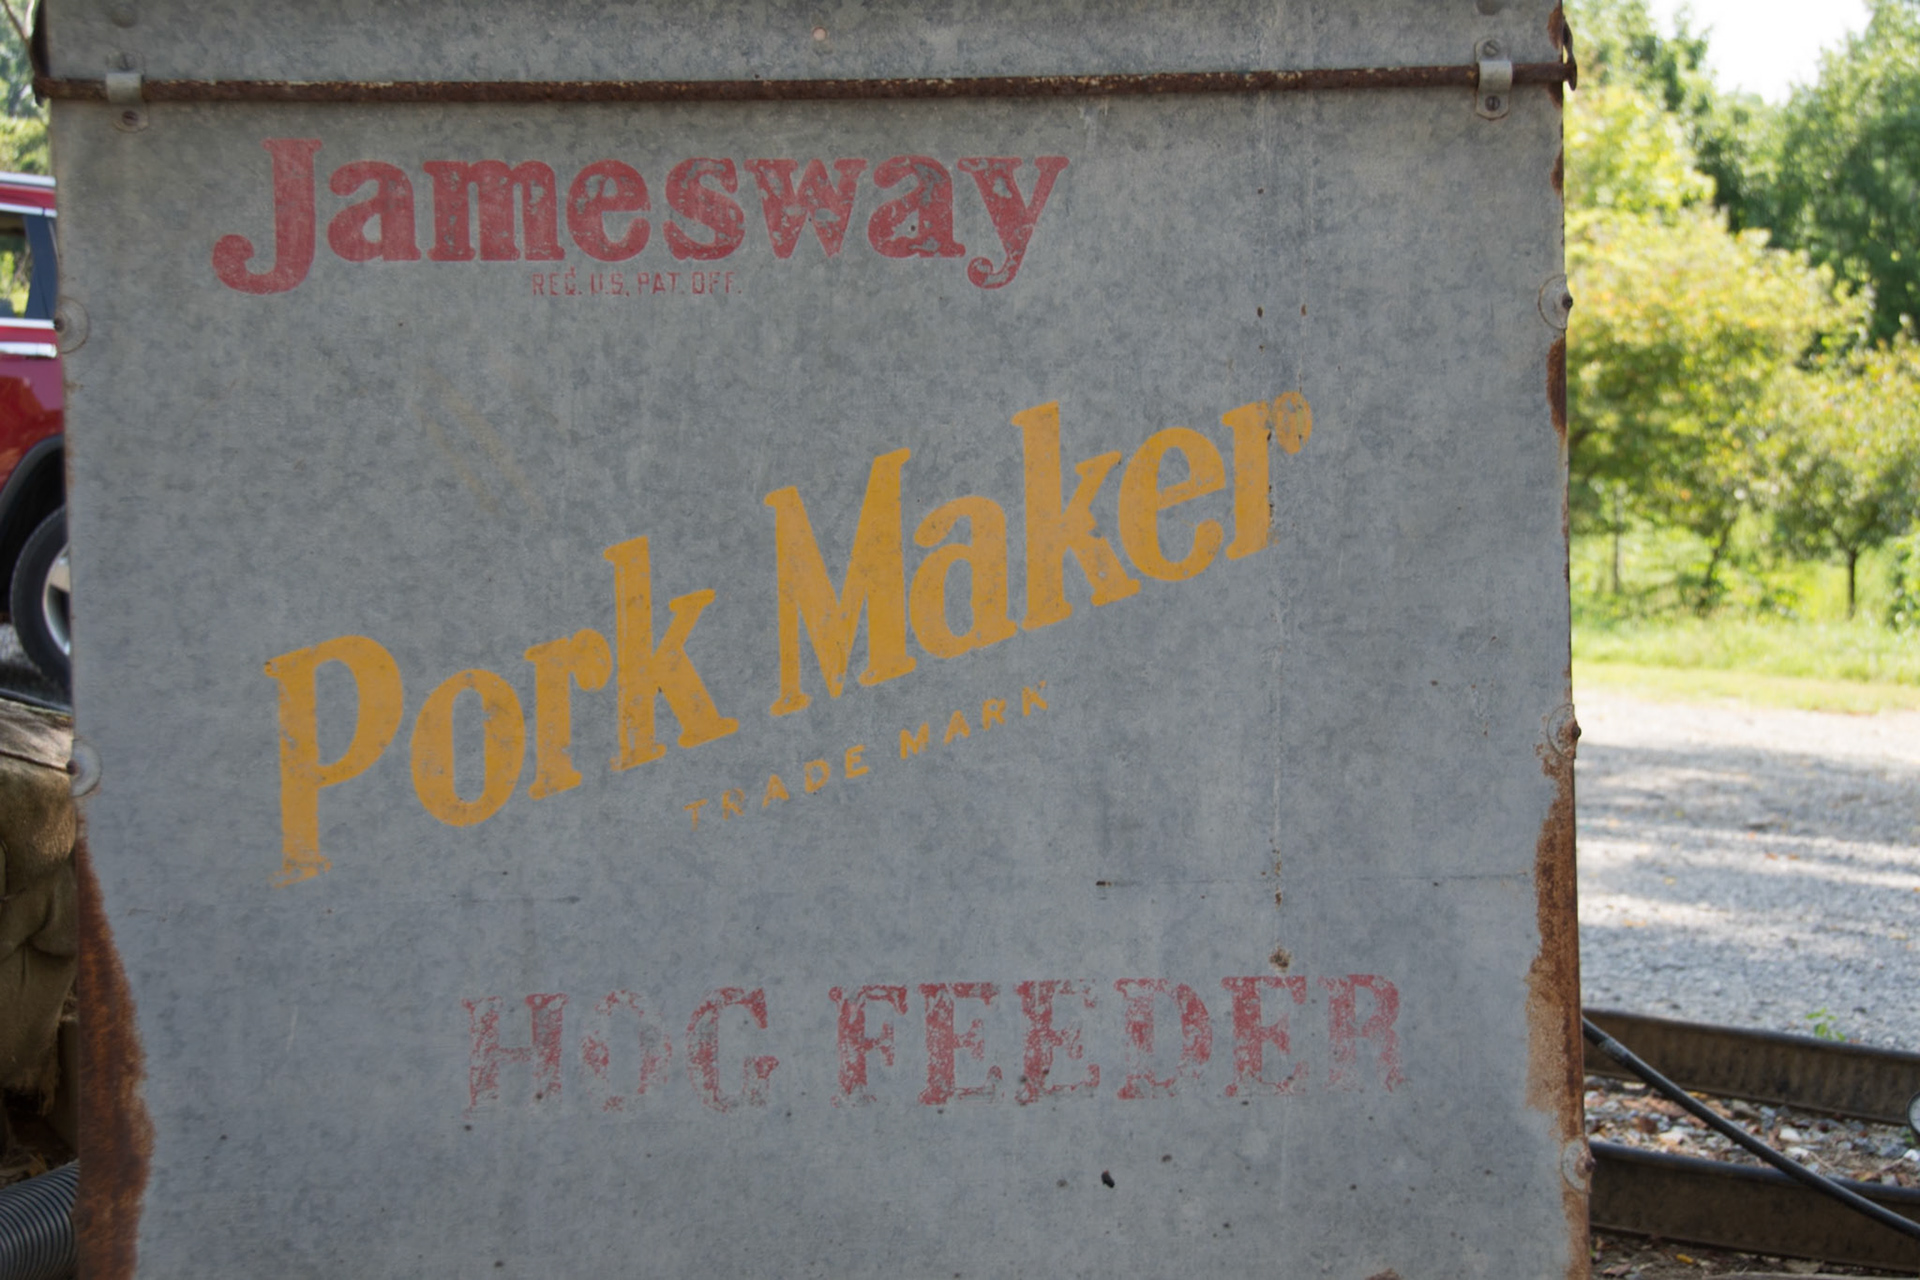 Jamesway
REG. U.S. PAT. OFF.
Pork Maker
TRADE MARK
HOG FEEDER